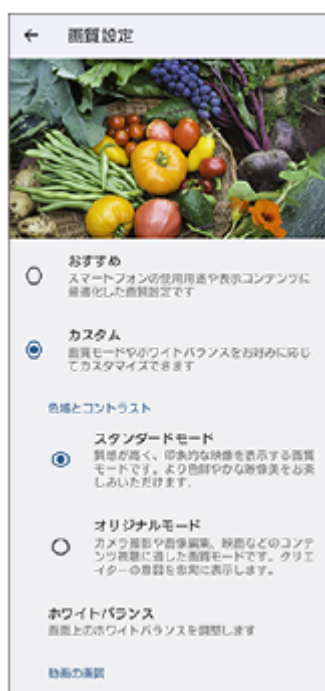 ← 画質設定
おすすめ
スマートフォンの使用用途や表示コンテンツに
最適化した画質設定です
カスタム
画質モードやホワイトバランスをお好みに応じ
てカスタマイズできます
色域とコントラスト
スタンダードモード
質感が高く、印象的な映像を表示する画質
モードです。より色鮮やかな映像美をお楽
しみいただけます。
オリジナルモード
カメラ撮影や画像編集、映画などのコンテ
ンツ視聴に適した画質モードです。クリエ
イターの意図を忠実に表示します。
ホワイトバランス
画面上のホワイトバランスを調整します
動画の画質